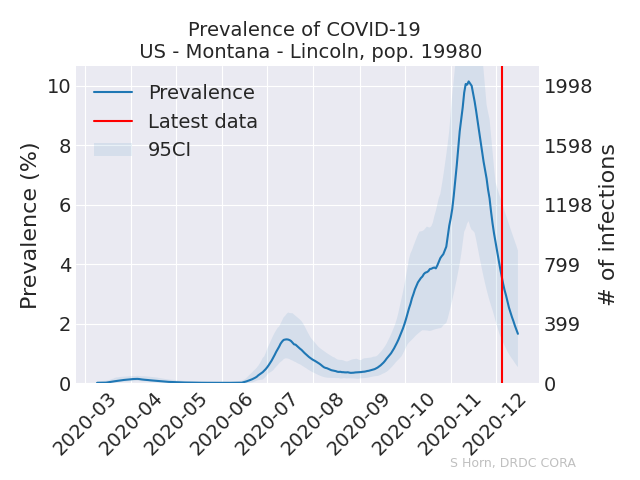 Prevalence of COVID-19
US - Montana - Lincoln, pop. 19980
Prevalence
Latest data
95CI
Prevalence (%)
10
8
6
4
2
0
1998
1598
1198
799
399
0
# of infections
2020-03
2020-04
2020-05
2020-06
2020-07
2020-08
2020-09
2020-10
2020-11
2020-12
S Horn, DRDC CORA